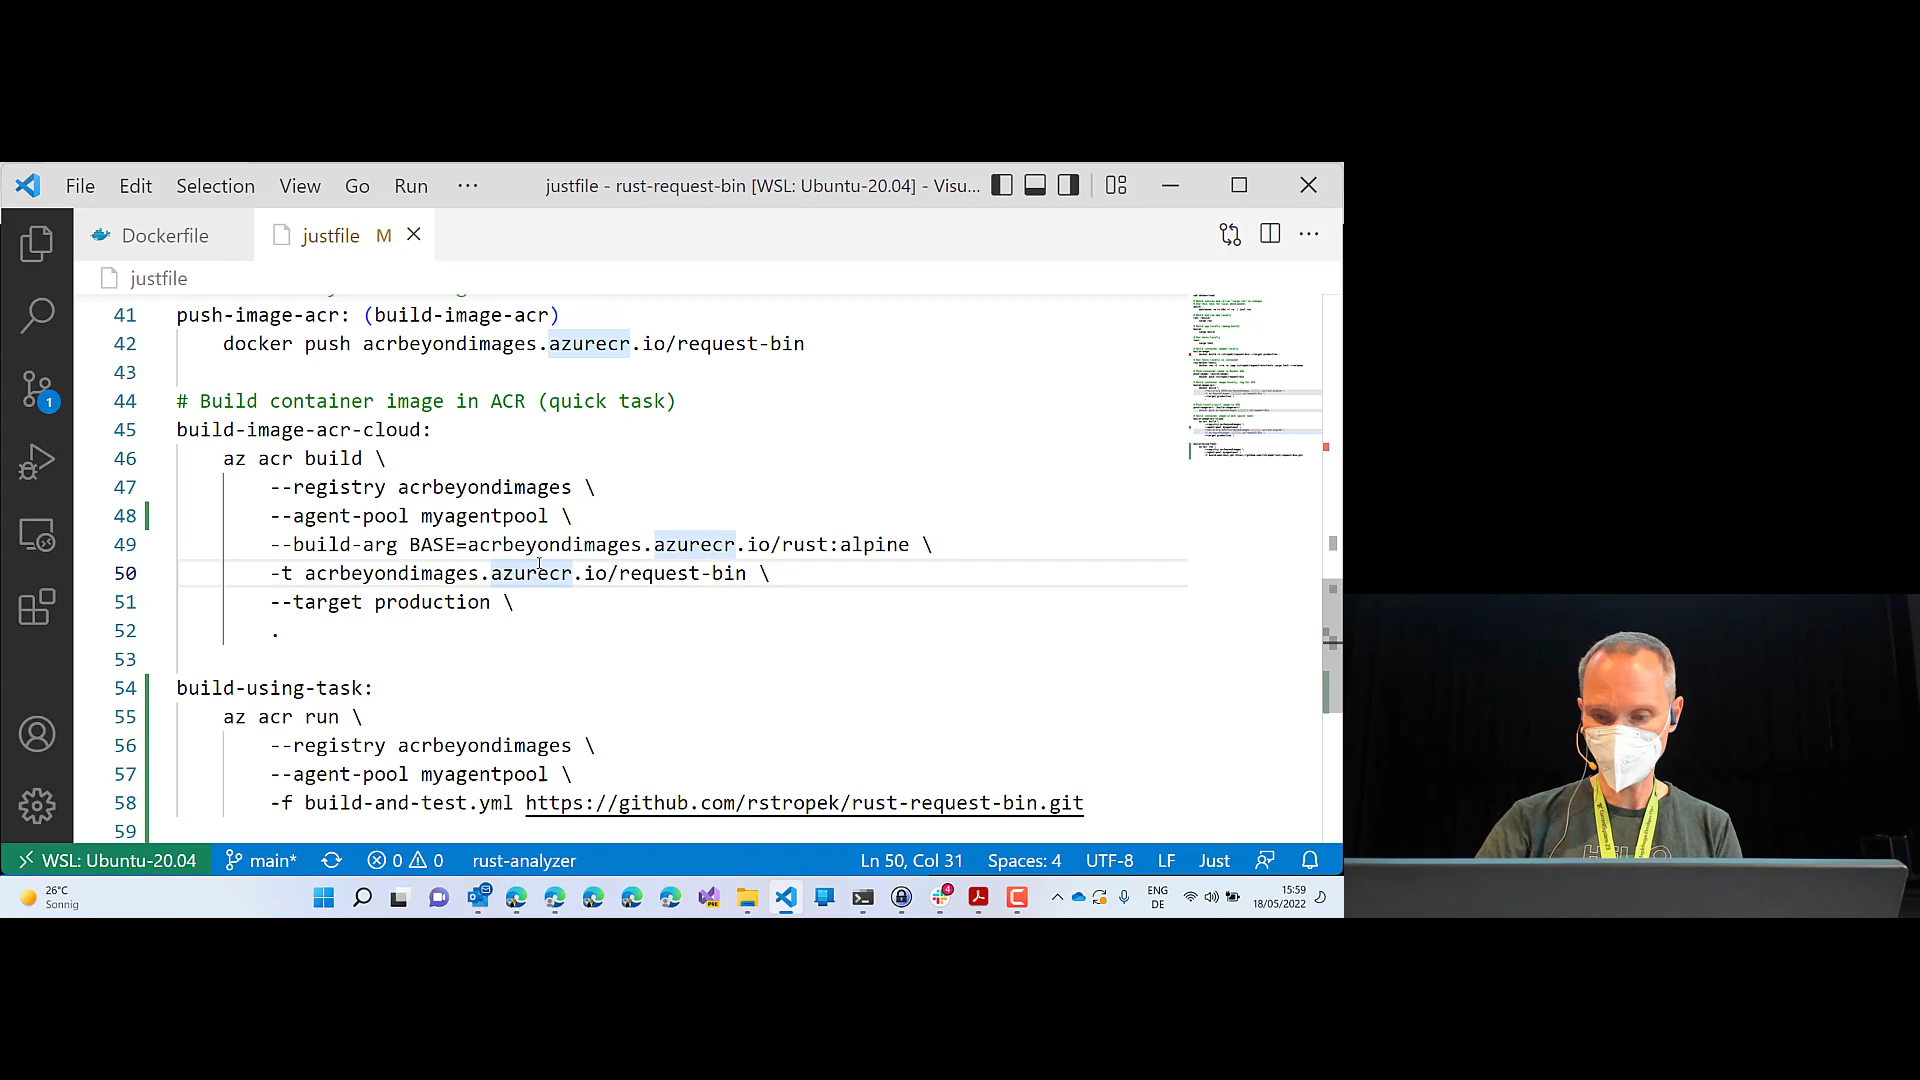 File Edit Selection View Go Run ··· justfile - rust-request-bin [WSL: Ubuntu-20.04] - Visu...
Dockerfile justfile M
justfile
41 push-image-acr: (build-image-acr)
42 docker push acrbeyondimages.azurecr.io/request-bin
43
44 # Build container image in ACR (quick task)
45 build-image-acr-cloud:
46 az acr build \
47 --registry acrbeyondimages \
48 --agent-pool myagentpool \
49 --build-arg BASE=acrbeyondimages.azurecr.io/rust:alpine \
50 -t acrbeyondimages.azurecr.io/request-bin \
51 --target production \
52 .
53
54 build-using-task:
55 az acr run \
56 --registry acrbeyondimages \
57 --agent-pool myagentpool \
58 -f build-and-test.yml https://github.com/rstropek/rust-request-bin.git
59
1
WSL: Ubuntu-20.04 main* 0 0 rust-analyzer Ln 50, Col 31 Spaces: 4 UTF-8 LF Just
26°C
Sonnig
PRE
4
ENG
DE
15:59
18/05/2022